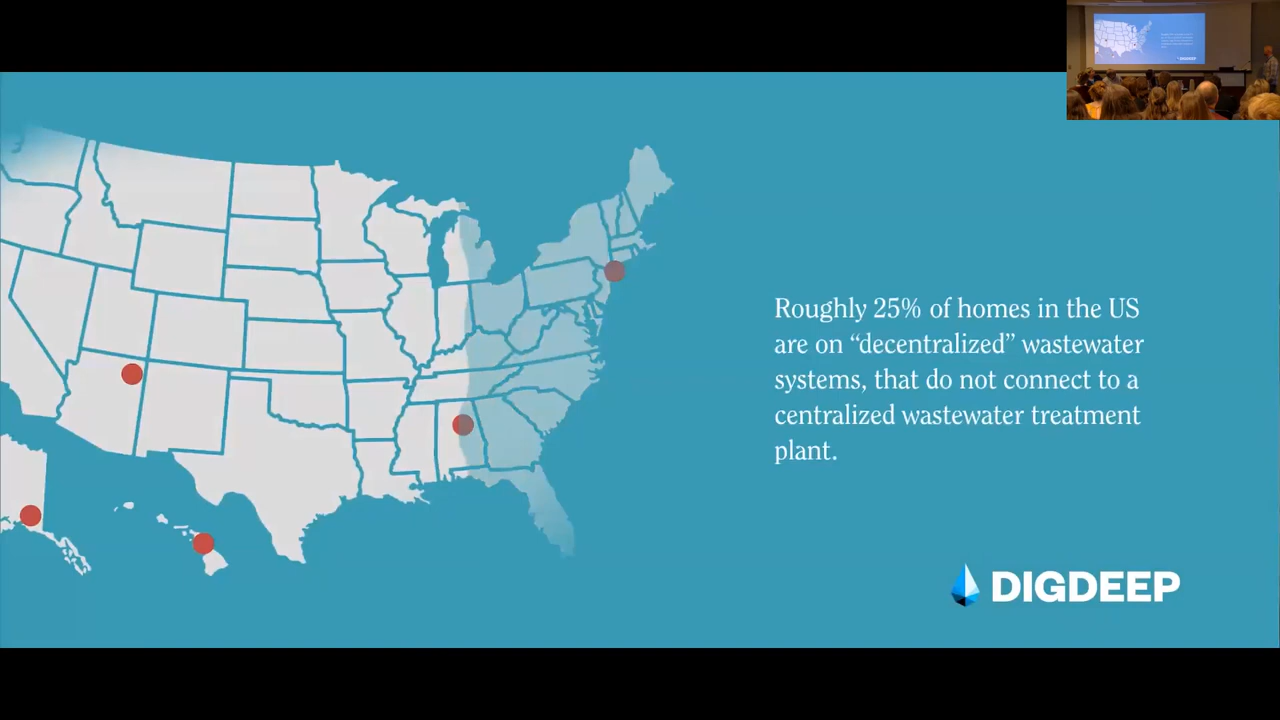 Roughly 25% of homes in the US
are on “decentralized” wastewater
systems, that do not connect to a
centralized wastewater treatment
plant.
DIGDEEP